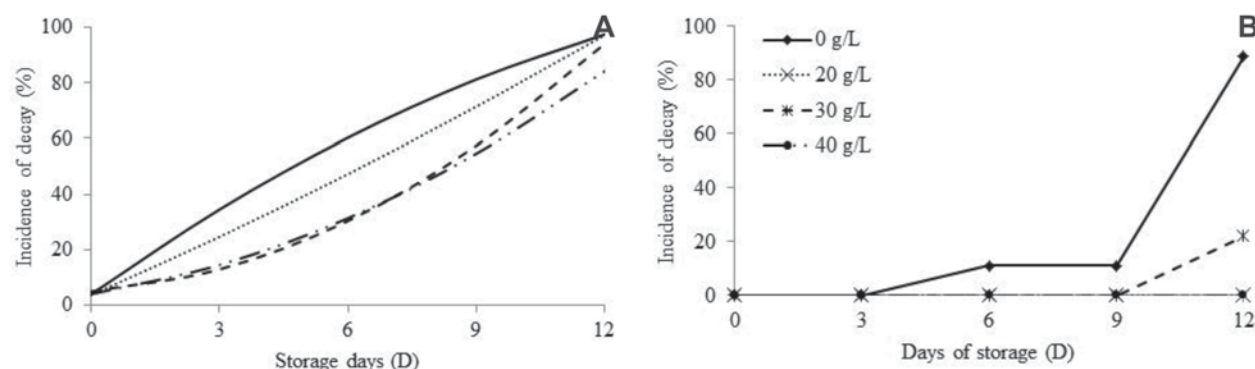 A
100
80
60
40
20
0
Incidence of decay (%)
0 3 6 9 12
Storage days (D)
B
100
80
60
40
20
0
Incidence of decay (%)
0 g/L
20 g/L
30 g/L
40 g/L
0 3 6 9 12
Days of storage (D)